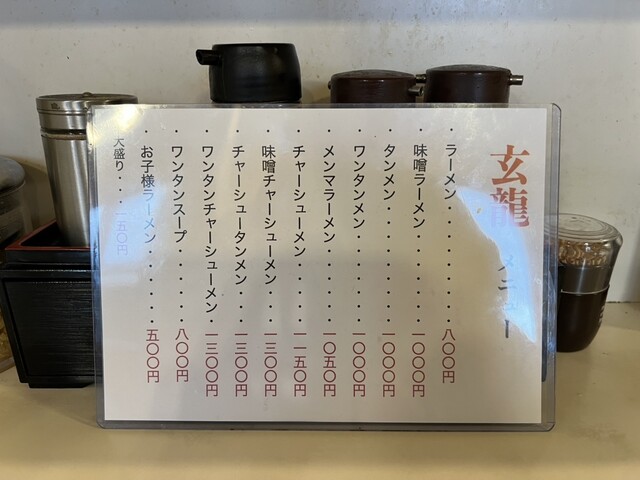 玄龍 メニュー
・ラーメン・・・・・・・・・八〇〇円
・味噌ラーメン・・・・・・・一〇〇〇円
・タンメン・・・・・・・・・一〇〇〇円
・ワンタンメン・・・・・・・一〇〇〇円
・メンマラーメン・・・・・・一〇五〇円
・チャーシューメン・・・・・一一五〇円
・味噌チャーシューメン・・・一三〇〇円
・チャーシュータンメン・・・一三〇〇円
・ワンタンチャーシューメン・一三〇〇円
・ワンタンスープ・・・・・・八〇〇円
・お子様ラーメン・・・・・・五〇〇円
大盛り・・・一五〇円